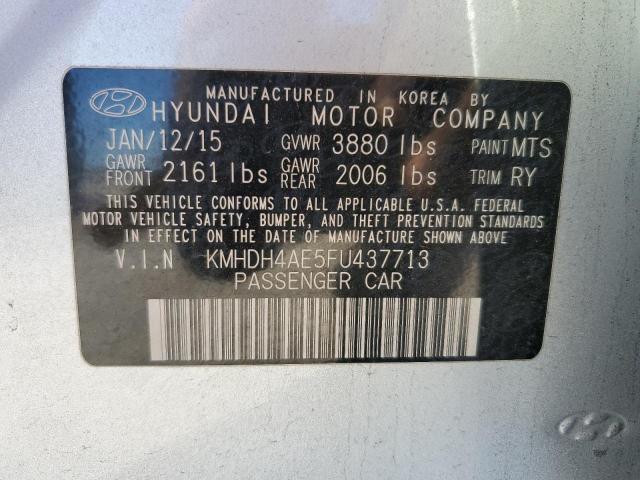 MANUFACTURED IN KOREA BY
HYUNDAI MOTOR COMPANY
JAN/12/15 GVWR 3880 lbs PAINT MTS
GAWR FRONT 2161 lbs GAWR REAR 2006 lbs TRIM RY
THIS VEHICLE CONFORMS TO ALL APPLICABLE U.S.A. FEDERAL
MOTOR VEHICLE SAFETY, BUMPER, AND THEFT PREVENTION STANDARDS
IN EFFECT ON THE DATE OF MANUFACTURE SHOWN ABOVE
V.I.N KMHDH4AE5FU437713
PASSENGER CAR